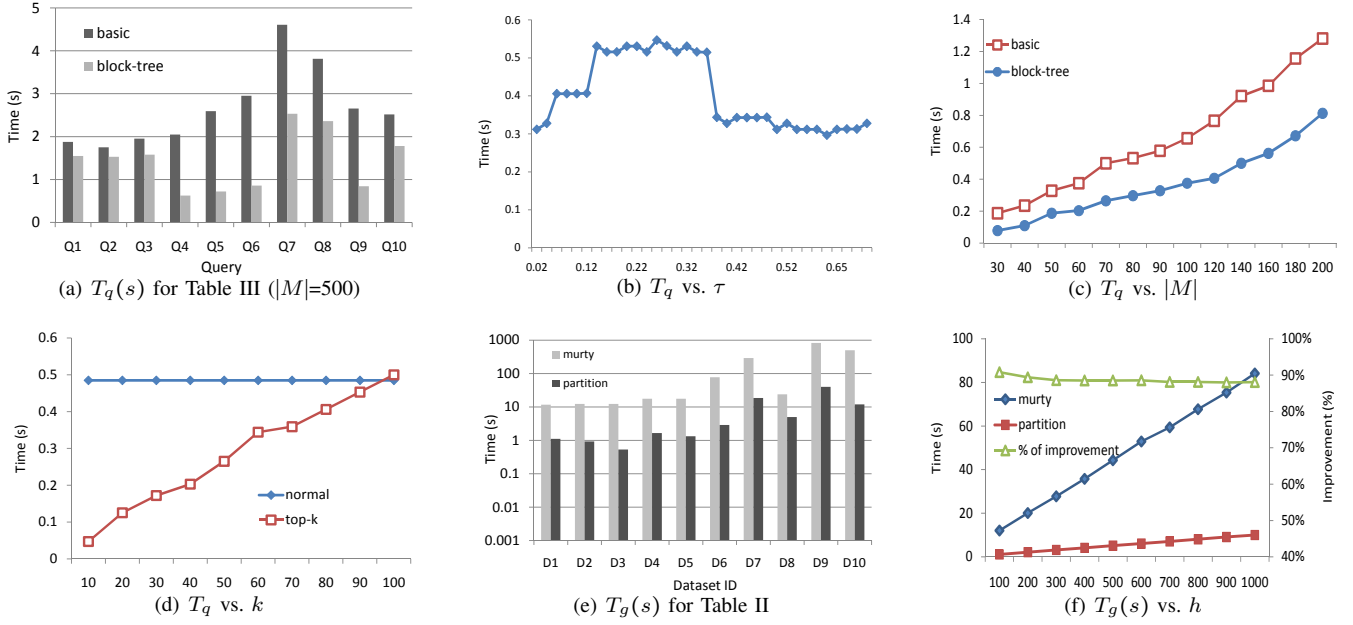 5
4
3
2
1
0
Time (s)
basic
block-tree
Q1 Q2 Q3 Q4 Q5 Q6 Q7 Q8 Q9 Q10
Query
(a) T_q(s) for Table III (|M|=500)
0.6
0.5
0.4
0.3
0.2
0.1
0
Time (s)
0.02 0.12 0.22 0.32 0.42 0.52 0.65
(b) T_q vs. τ
1.4
1.2
1
0.8
0.6
0.4
0.2
0
Time (s)
basic
block-tree
30 40 50 60 70 80 90 100 120 140 160 180 200
(c) T_q vs. |M|
0.6
0.5
0.4
0.3
0.2
0.1
0
Time (s)
normal
top-k
10 20 30 40 50 60 70 80 90 100
(d) T_q vs. k
1000
100
10
1
0.1
0.01
0.001
Time (s)
murty
partition
D1 D2 D3 D4 D5 D6 D7 D8 D9 D10
Dataset ID
(e) T_g(s) for Table II
100
80
60
40
20
0
Time (s)
murty
partition
% of improvement
100%
90%
80%
70%
60%
50%
40%
Improvement (%)
100 200 300 400 500 600 700 800 900 1000
(f) T_g(s) vs. h